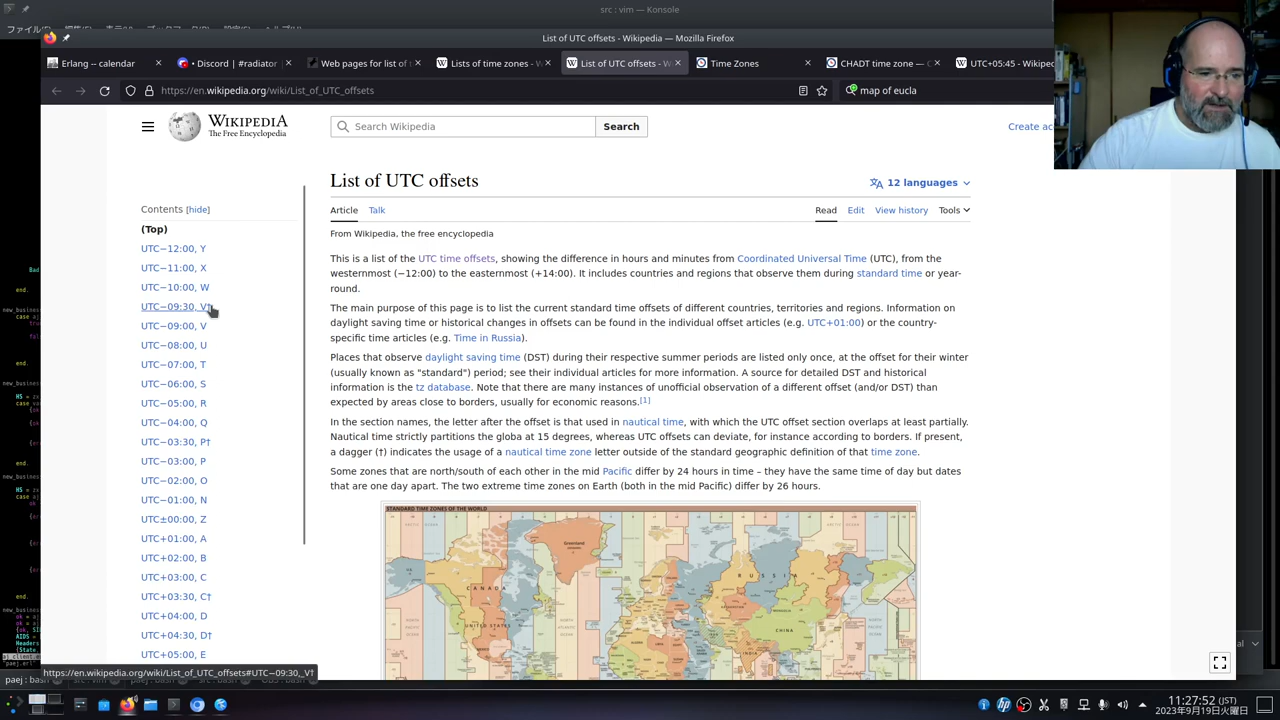 src : vim — Konsole
List of UTC offsets - Wikipedia — Mozilla Firefox
Erlang -- calendar
Discord | #radiator
Web pages for list of t
Lists of time zones - W
List of UTC offsets - W
Time Zones
CHADT time zone — C
UTC+05:45 - Wikiped
https://en.wikipedia.org/wiki/List_of_UTC_offsets
map of eucla
WIKIPEDIA
The Free Encyclopedia
Search Wikipedia
Search
Create ac
List of UTC offsets
12 languages
Contents [hide]
Article
Talk
Read
Edit
View history
Tools
(Top)
UTC−12:00, Y
UTC−11:00, X
UTC−10:00, W
UTC−09:30, V†
UTC−09:00, V
UTC−08:00, U
UTC−07:00, T
UTC−06:00, S
UTC−05:00, R
UTC−04:00, Q
UTC−03:30, P†
UTC−03:00, P
UTC−02:00, O
UTC−01:00, N
UTC±00:00, Z
UTC+01:00, A
UTC+02:00, B
UTC+03:00, C
UTC+03:30, C†
UTC+04:00, D
UTC+04:30, D†
UTC+05:00, E
From Wikipedia, the free encyclopedia
This is a list of the UTC time offsets, showing the difference in hours and minutes from Coordinated Universal Time (UTC), from the
westernmost (−12:00) to the easternmost (+14:00). It includes countries and regions that observe them during standard time or year-
round.
The main purpose of this page is to list the current standard time offsets of different countries, territories and regions. Information on
daylight saving time or historical changes in offsets can be found in the individual offset articles (e.g. UTC+01:00) or the country-
specific time articles (e.g. Time in Russia).
Places that observe daylight saving time (DST) during their respective summer periods are listed only once, at the offset for their winter
(usually known as "standard") period; see their individual articles for more information. A source for detailed DST and historical
information is the tz database. Note that there are many instances of unofficial observation of a different offset (and/or DST) than
expected by areas close to borders, usually for economic reasons.[1]
In the section names, the letter after the offset is that used in nautical time, with which the UTC offset section overlaps at least partially.
Nautical time strictly partitions the globa at 15 degrees, whereas UTC offsets can deviate, for instance according to borders. If present,
a dagger (†) indicates the usage of a nautical time zone letter outside of the standard geographic definition of that time zone.
Some zones that are north/south of each other in the mid Pacific differ by 24 hours in time – they have the same time of day but dates
that are one day apart. The two extreme time zones on Earth (both in the mid Pacific) differ by 26 hours.
STANDARD TIME ZONES OF THE WORLD
Greenland
RUSSIA
CANADA
UNITED STATES
CHINA
https://en.wikipedia.org/wiki/List_of_UTC_offsets#UTC−09:30,_V†
11:27:52 (JST)
2023年9月19日火曜日